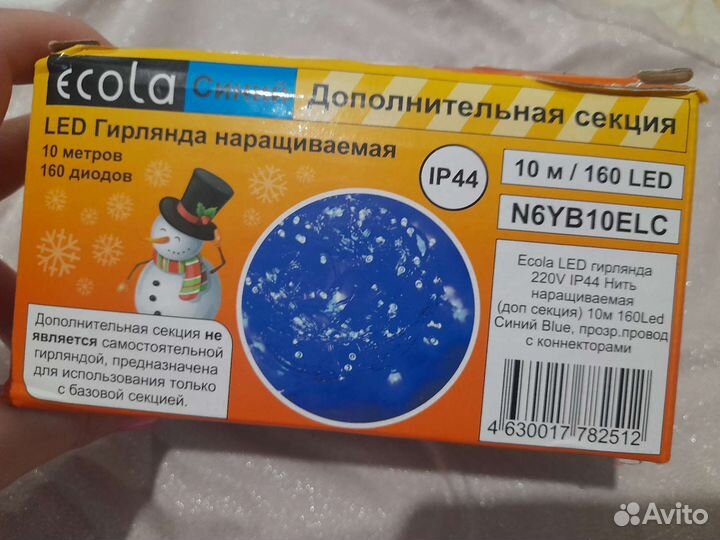 ecola
Синий
Дополнительная секция
LED Гирлянда наращиваемая
10 метров
160 диодов
IP44
10 м / 160 LED
N6YB10ELC
Ecola LED гирлянда
220V IP44 Нить
наращиваемая
(доп секция) 10м 160Led
Синий Blue, прозр.провод
с коннекторами
Дополнительная секция не
является самостоятельной
гирляндой, предназначена
для использования только
с базовой секцией.
4 630017 782512
Avito